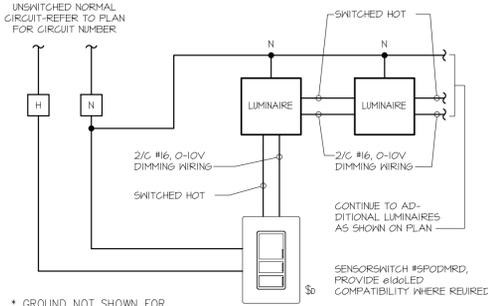 UNSWITCHED NORMAL
CIRCUIT-REFER TO PLAN
FOR CIRCUIT NUMBER
SWITCHED HOT
N
N
H
N
LUMINAIRE
LUMINAIRE
2/C #16, 0-10V
DIMMING WIRING
2/C #16, 0-10V
DIMMING WIRING
SWITCHED HOT
CONTINUE TO AD-
DITIONAL LUMINAIRES
AS SHOWN ON PLAN
$D
SENSORSWITCH #SPODMRD,
PROVIDE eldoLED
COMPATIBILITY WHERE REUIRED
* GROUND NOT SHOWN FOR